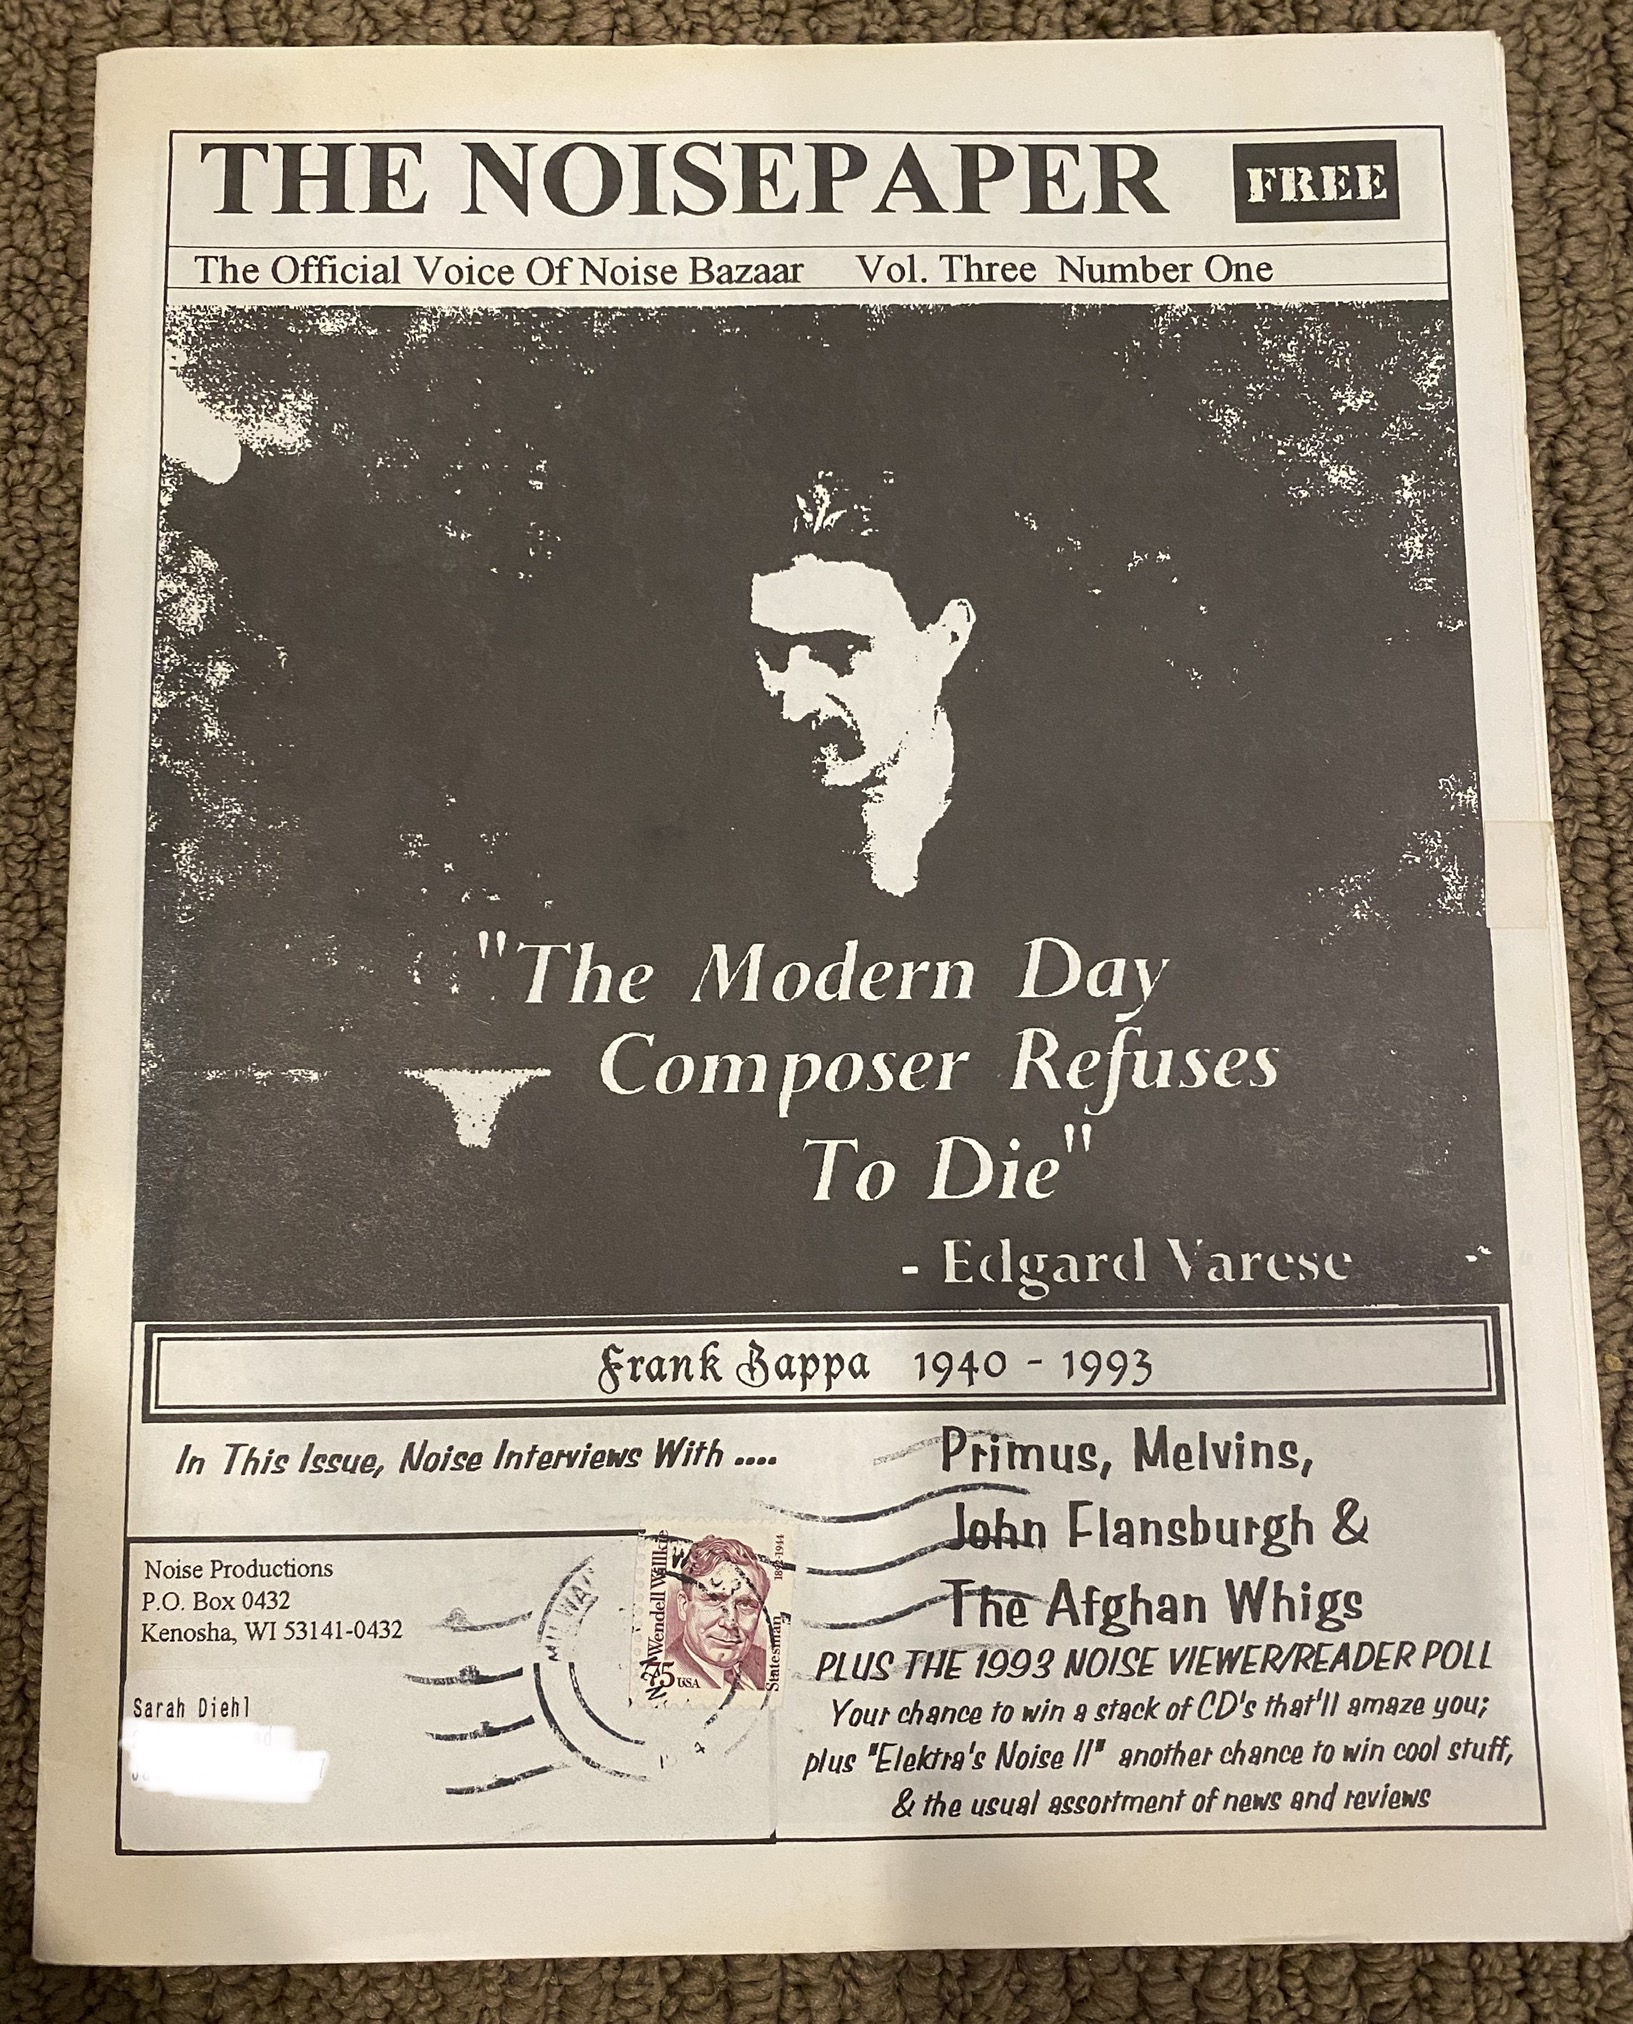 THE NOISEPAPER FREE
The Official Voice Of Noise Bazaar Vol. Three Number One
"The Modern Day
Composer Refuses
To Die"
- Edgard Varese
Frank Zappa 1940 - 1993
In This Issue, Noise Interviews With ....
Primus, Melvins,
John Flansburgh &
The Afghan Whigs
PLUS THE 1993 NOISE VIEWER/READER POLL
Your chance to win a stack of CD's that'll amaze you;
plus "Elektra's Noise II" another chance to win cool stuff,
& the usual assortment of news and reviews
Noise Productions
P.O. Box 0432
Kenosha, WI 53141-0432
Sarah Diehl
Wendell Willkie
75 USA
Statesman
1892-1944